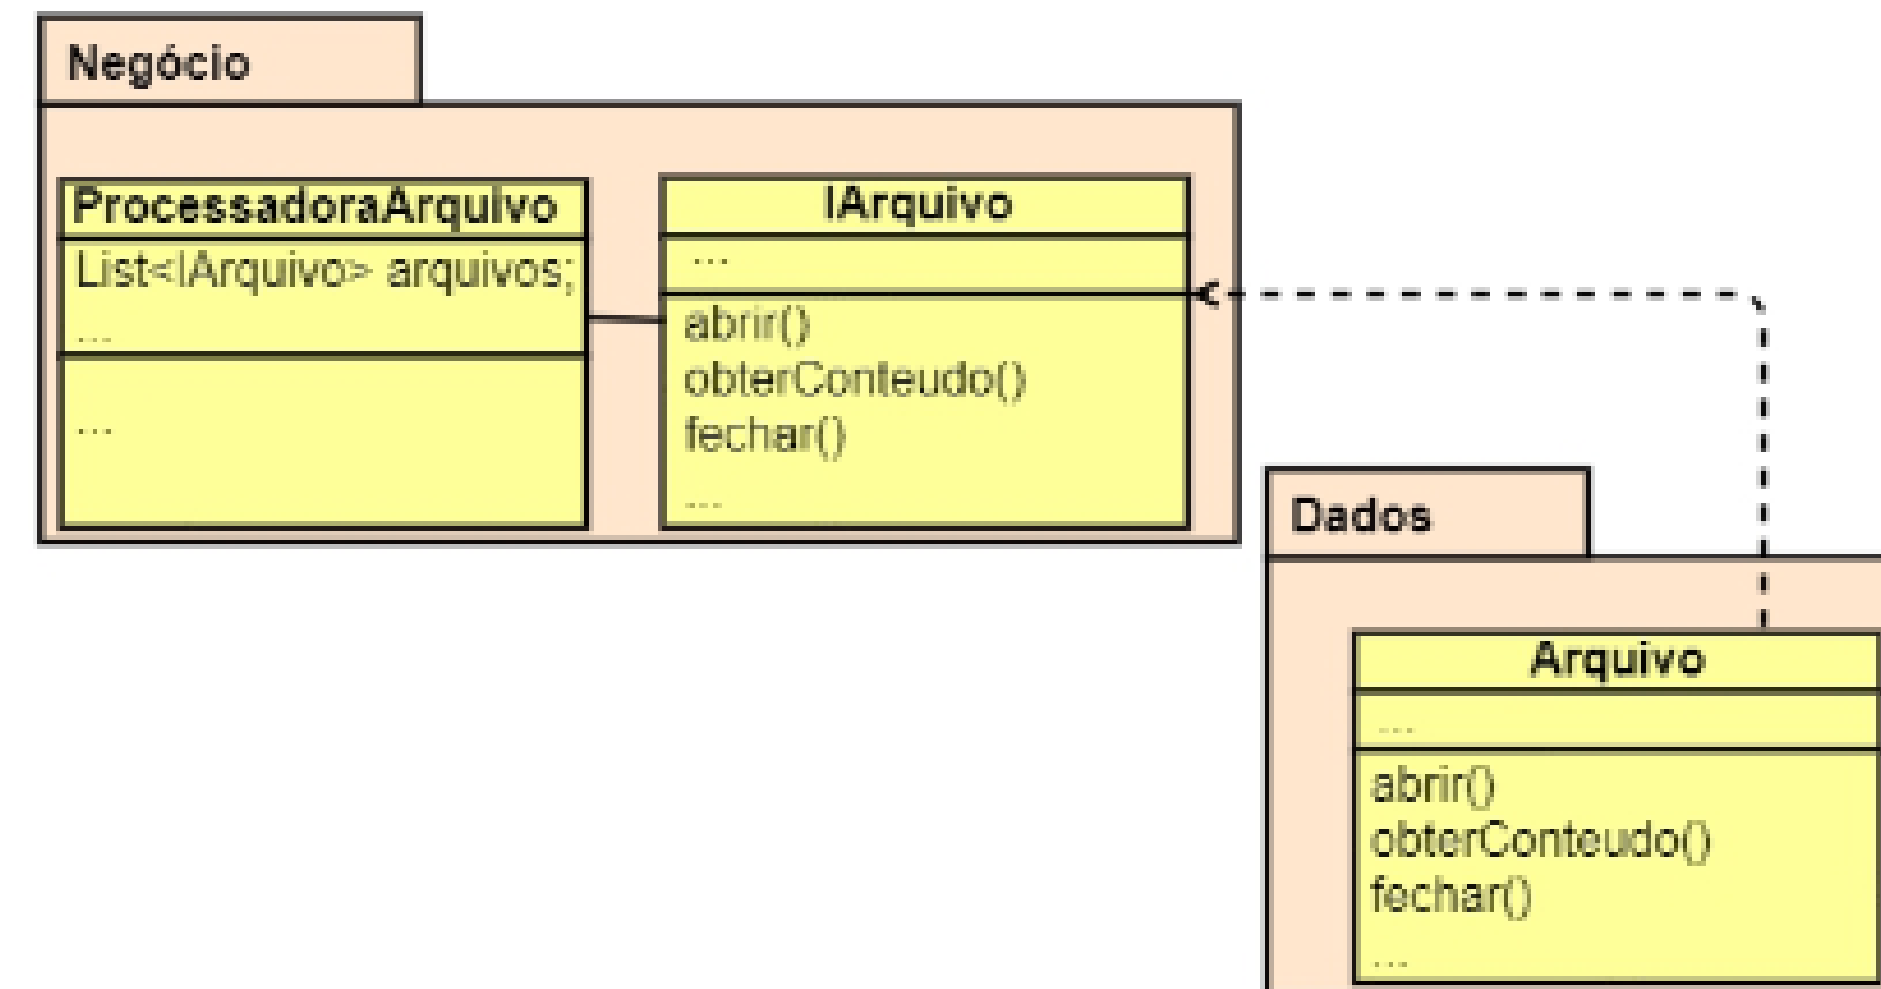 Negócio
ProcessadoraArquivo
List<IArquivo> arquivos;
...
...
IArquivo
...
abrir()
obterConteudo()
fechar()
...
Dados
Arquivo
...
abrir()
obterConteudo()
fechar()
...